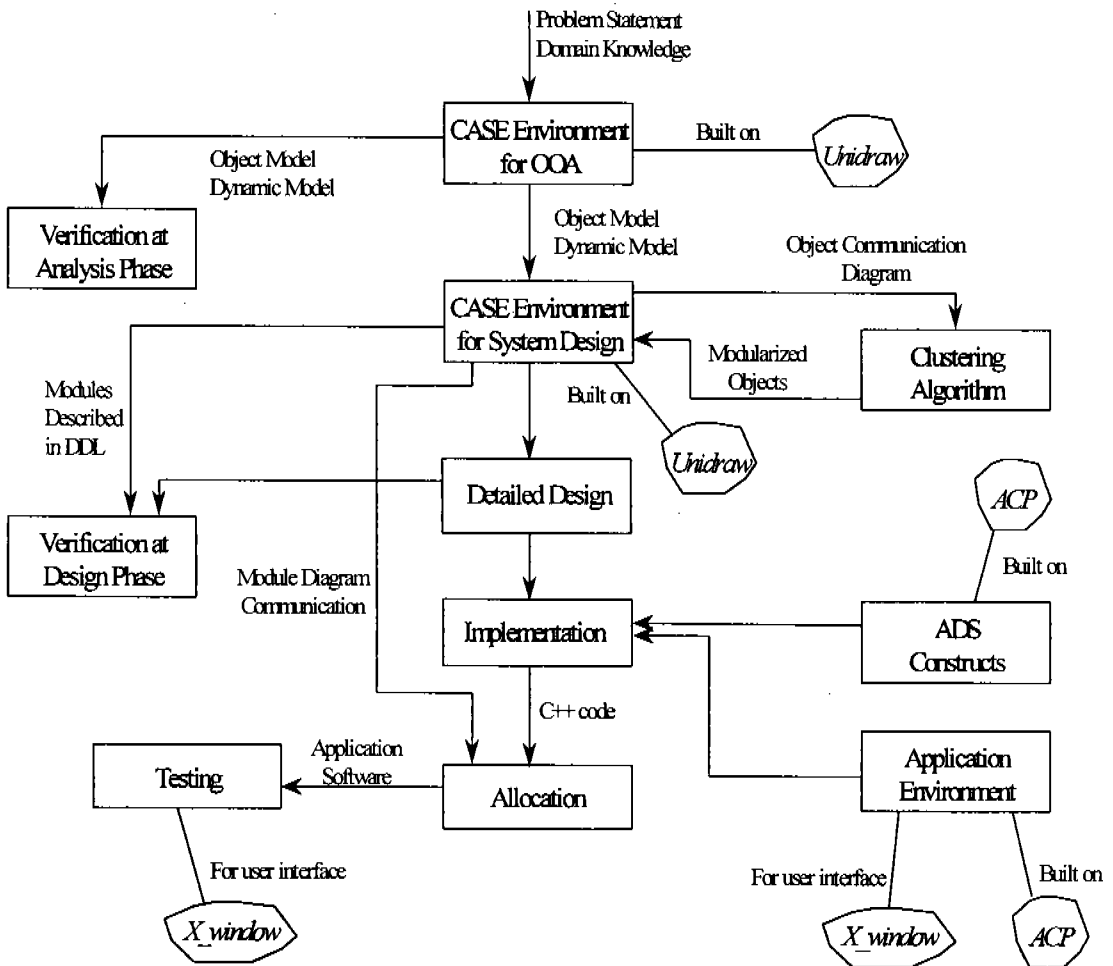 Problem Statement
Domain Knowledge
CASE Environment
for OOA
Built on
Unidraw
Object Model
Dynamic Model
Verification at
Analysis Phase
Object Model
Dynamic Model
Object Communication
Diagram
CASE Environment
for System Design
Modularized
Objects
Clustering
Algorithm
Modules
Described
in DDL
Built on
Unidraw
Detailed Design
ACP
Verification at
Design Phase
Built on
Module Diagram
Communication
Implementation
ADS
Constructs
C++ code
Testing
Application
Software
Allocation
Application
Environment
For user interface
X_window
For user interface
Built on
X_window
ACP